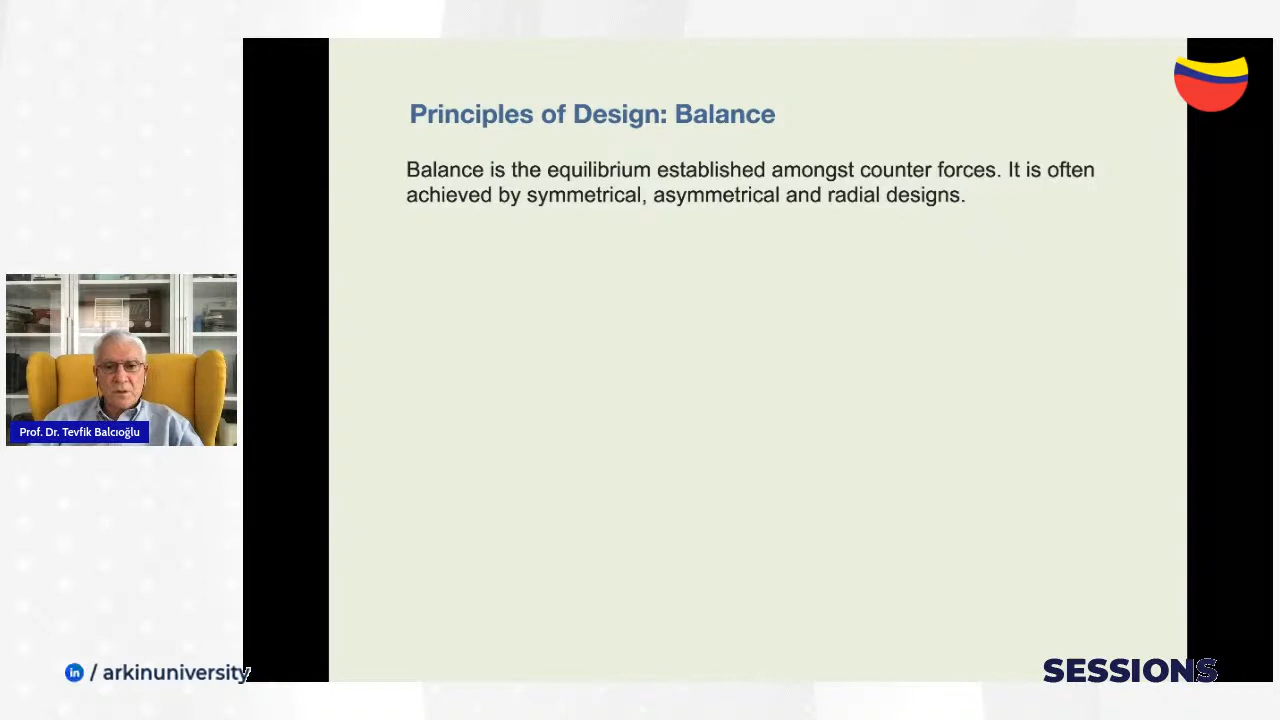 Principles of Design: Balance
Balance is the equilibrium established amongst counter forces. It is often
achieved by symmetrical, asymmetrical and radial designs.
Prof. Dr. Tevfik Balcıoğlu
in / arkinuniversity
SESSIONS